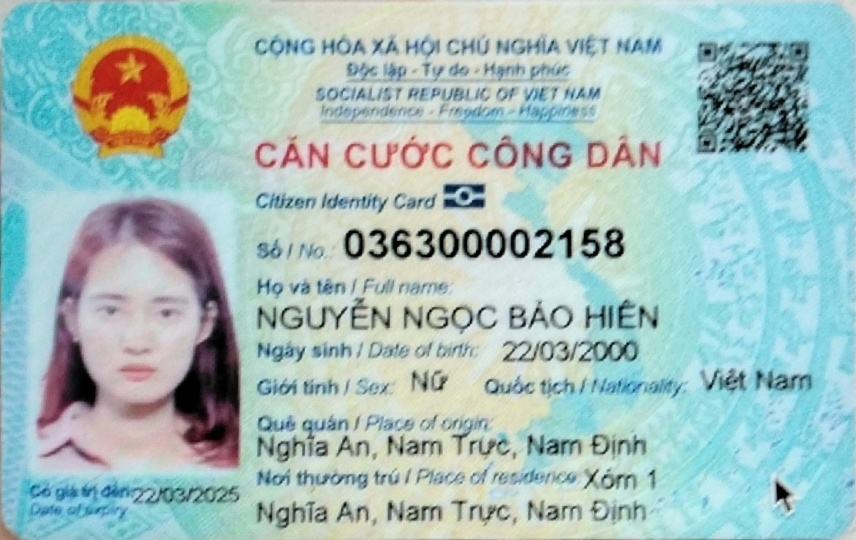 CỘNG HÒA XÃ HỘI CHỦ NGHĨA VIỆT NAM
Độc lập - Tự do - Hạnh phúc
SOCIALIST REPUBLIC OF VIET NAM
Independence - Freedom - Happiness
CĂN CƯỚC CÔNG DÂN
Citizen Identity Card
Số / No.: 036300002158
Họ và tên / Full name:
NGUYỄN NGỌC BẢO HIÊN
Ngày sinh / Date of birth: 22/03/2000
Giới tính / Sex: Nữ Quốc tịch / Nationality: Việt Nam
Quê quán / Place of origin:
Nghĩa An, Nam Trực, Nam Định
Nơi thường trú / Place of residence: Xóm 1
Nghĩa An, Nam Trực, Nam Định
Có giá trị đến: 22/03/2025
Date of expiry